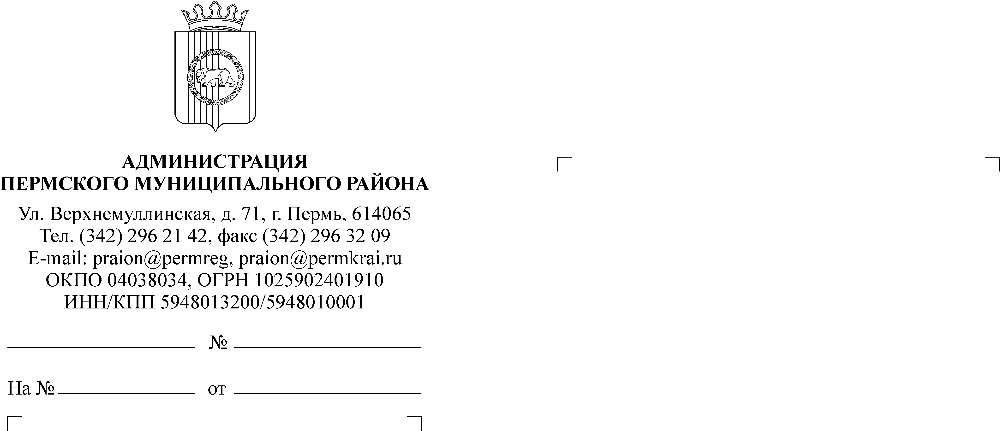 АДМИНИСТРАЦИЯ
ПЕРМСКОГО МУНИЦИПАЛЬНОГО РАЙОНА
Ул. Верхнемуллинская, д. 71, г. Пермь, 614065
Тел. (342) 296 21 42, факс (342) 296 32 09
E-mail: praion@permreg, praion@permkrai.ru
ОКПО 04038034, ОГРН 1025902401910
ИНН/КПП 5948013200/5948010001
№
На № от